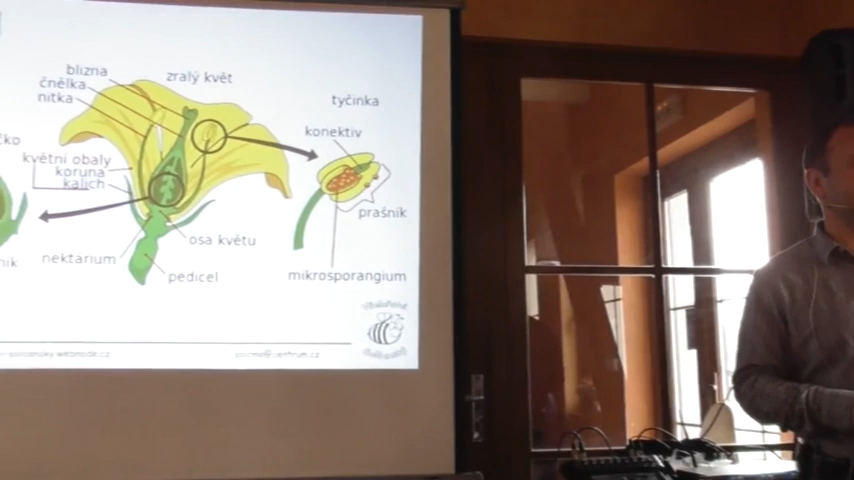 blizna
čnělka
nitka
zralý květ
tyčinka
konektiv
květní obaly
koruna
kalich
prašník
osa květu
nektarium
pedicel
mikrosporangium